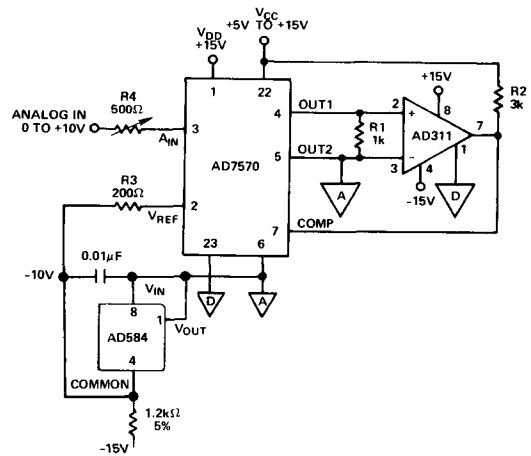 VCC
+5V TO +15V
VDD
+15V
R4
500Ω
ANALOG IN
0 TO +10V
AIN
R3
200Ω
VREF
1
22
3
2
AD7570
4
5
7
23
6
OUT1
OUT2
COMP
R1
1k
+15V
2
+
8
AD311
7
1
−
3
4
-15V
R2
3k
A
D
D
A
0.01μF
-10V
VIN
8
1
VOUT
AD584
4
COMMON
1.2kΩ
5%
-15V